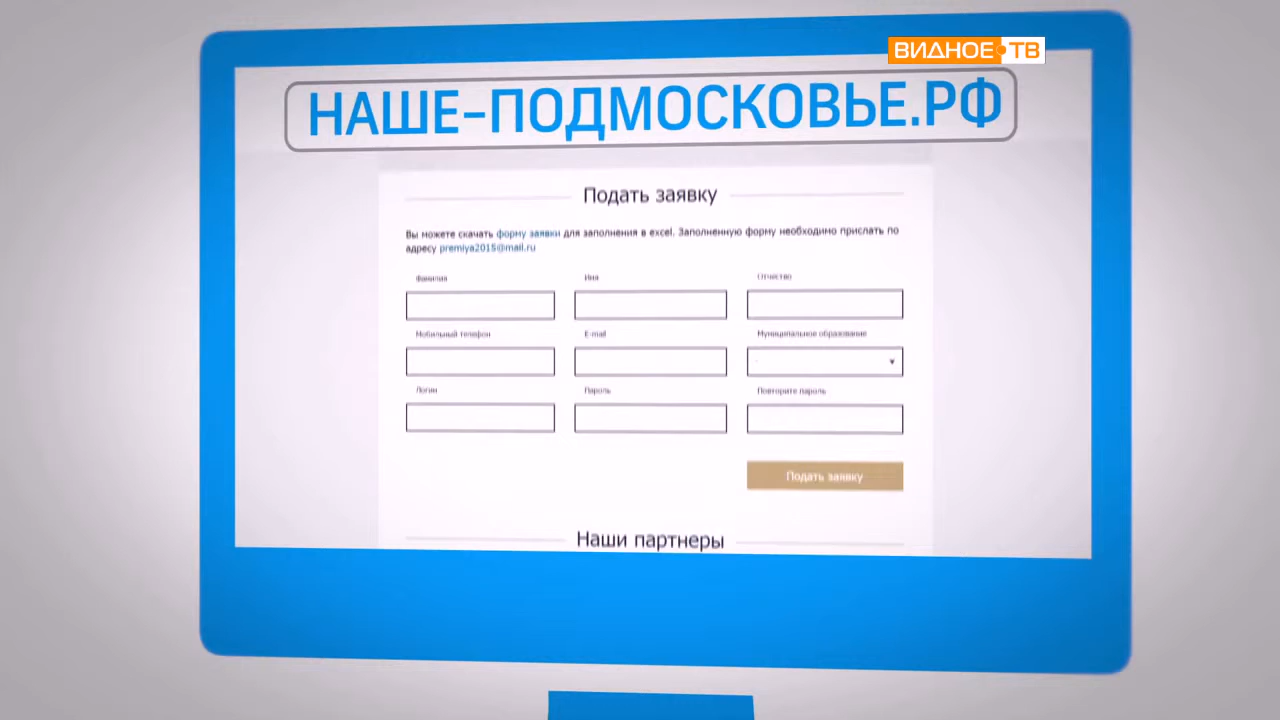 ВИДНОЕ ТВ
НАШЕ-ПОДМОСКОВЬЕ.РФ
Подать заявку
Вы можете скачать форму заявки для заполнения в excel. Заполненную форму необходимо прислать по
адресу premiya2015@mail.ru
Фамилия Имя Отчество
Мобильный телефон E-mail Муниципальное образование
Логин Пароль Повторите пароль
Подать заявку
Наши партнеры